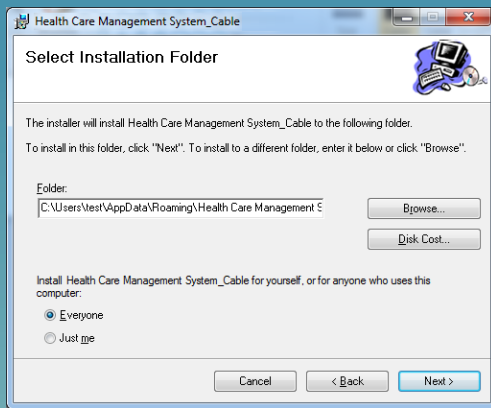 Health Care Management System_Cable
Select Installation Folder
The installer will install Health Care Management System_Cable to the following folder.
To install in this folder, click "Next". To install to a different folder, enter it below or click "Browse".
Folder:
C:\Users\test\AppData\Roaming\Health Care Management S
Browse...
Disk Cost...
Install Health Care Management System_Cable for yourself, or for anyone who uses this
computer:
Everyone
Just me
Cancel
< Back
Next >